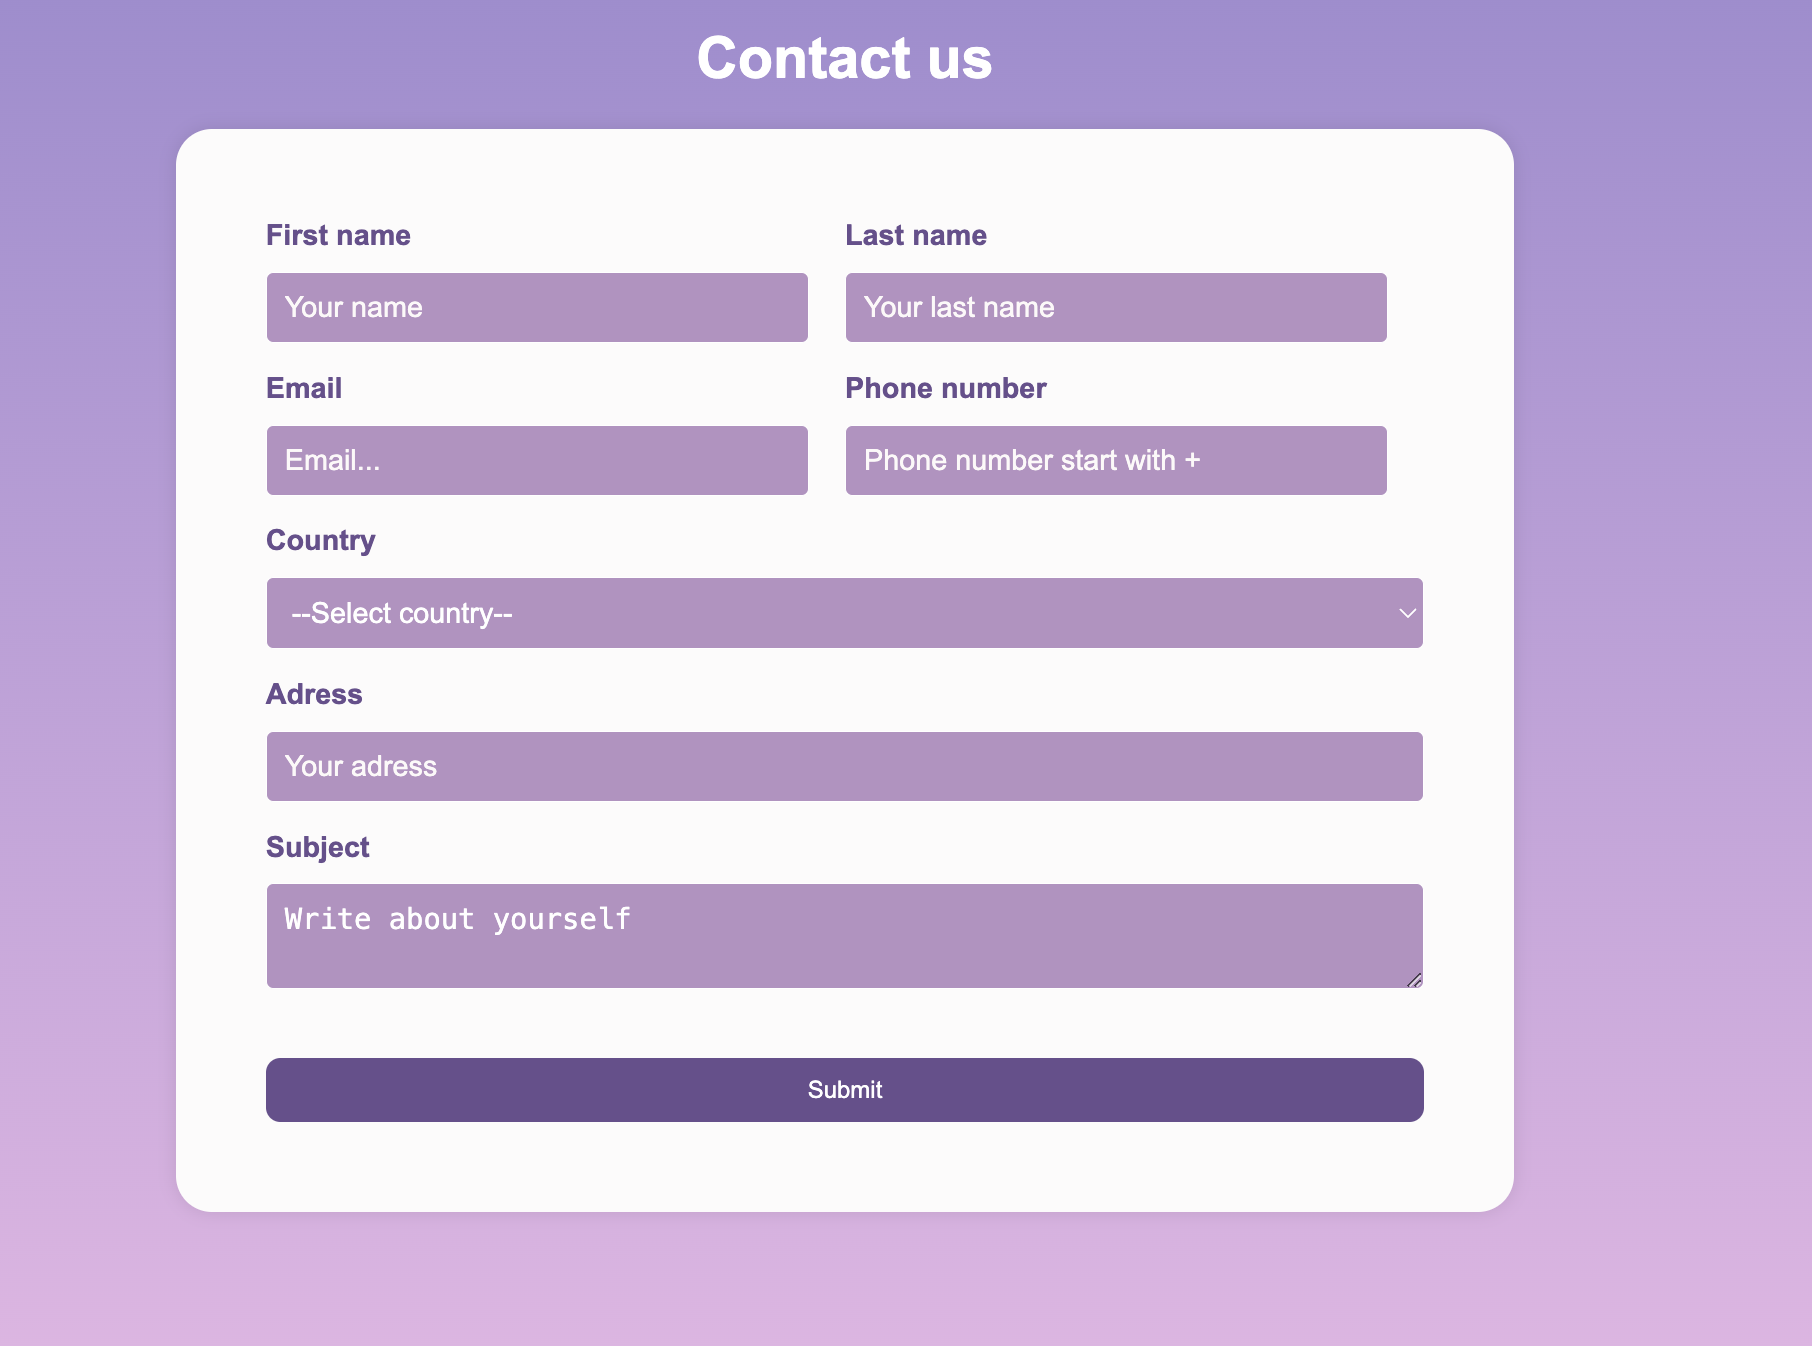 Contact us
First name
Last name
Your name
Your last name
Email
Phone number
Email...
Phone number start with +
Country
--Select country--
Adress
Your adress
Subject
Write about yourself
Submit